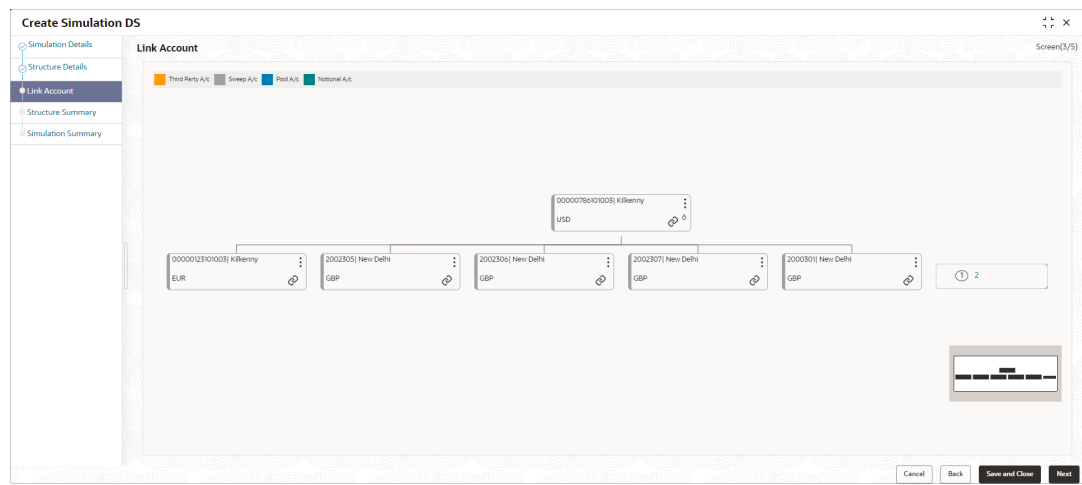 Create Simulation DS
Simulation Details
Structure Details
Link Account
Structure Summary
Simulation Summary
Link Account
Screen(3/5)
Third Party A/c Sweep A/c Pool A/c Notional A/c
00000786101003| Kilkenny
USD
6
00000123101003| Kilkenny
EUR
2002305| New Delhi
GBP
2002306| New Delhi
GBP
2002307| New Delhi
GBP
2000301| New Delhi
GBP
1 2
Cancel Back Save and Close Next